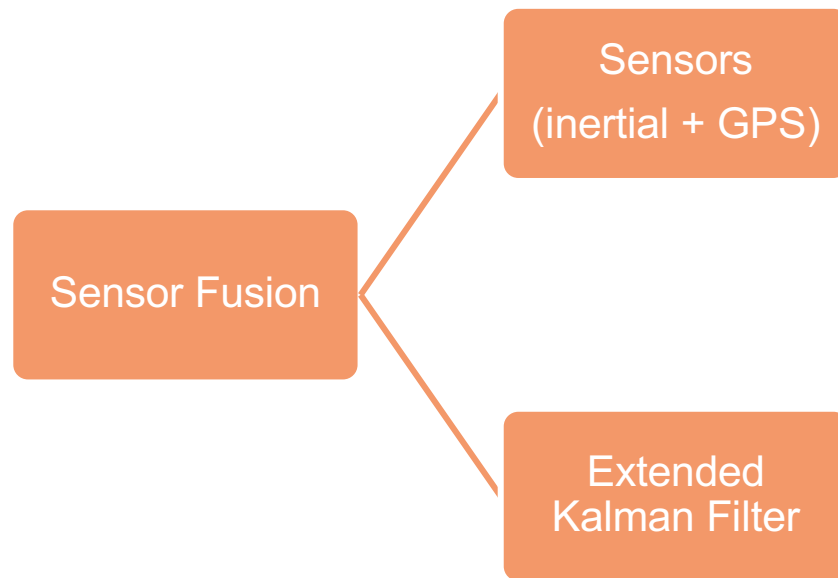 Sensors
(inertial + GPS)
Sensor Fusion
Extended
Kalman Filter